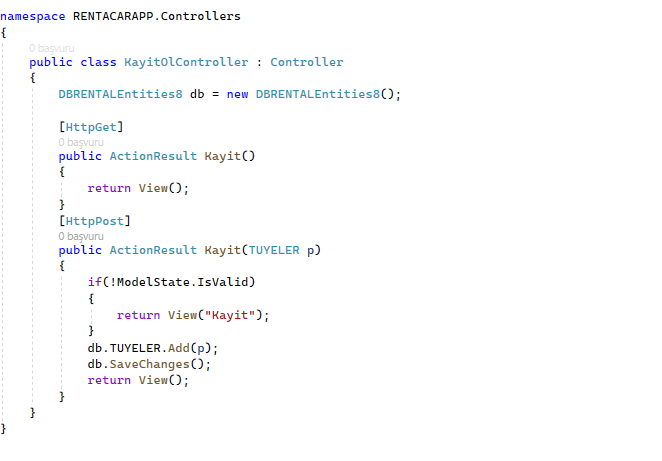 namespace RENTACARAPP.Controllers
{
0 başvuru
public class KayitOlController : Controller
{
DBRENTALEntities8 db = new DBRENTALEntities8();
[HttpGet]
0 başvuru
public ActionResult Kayit()
{
return View();
}
[HttpPost]
0 başvuru
public ActionResult Kayit(TUYELER p)
{
if(!ModelState.IsValid)
{
return View("Kayit");
}
db.TUYELER.Add(p);
db.SaveChanges();
return View();
}
}
}